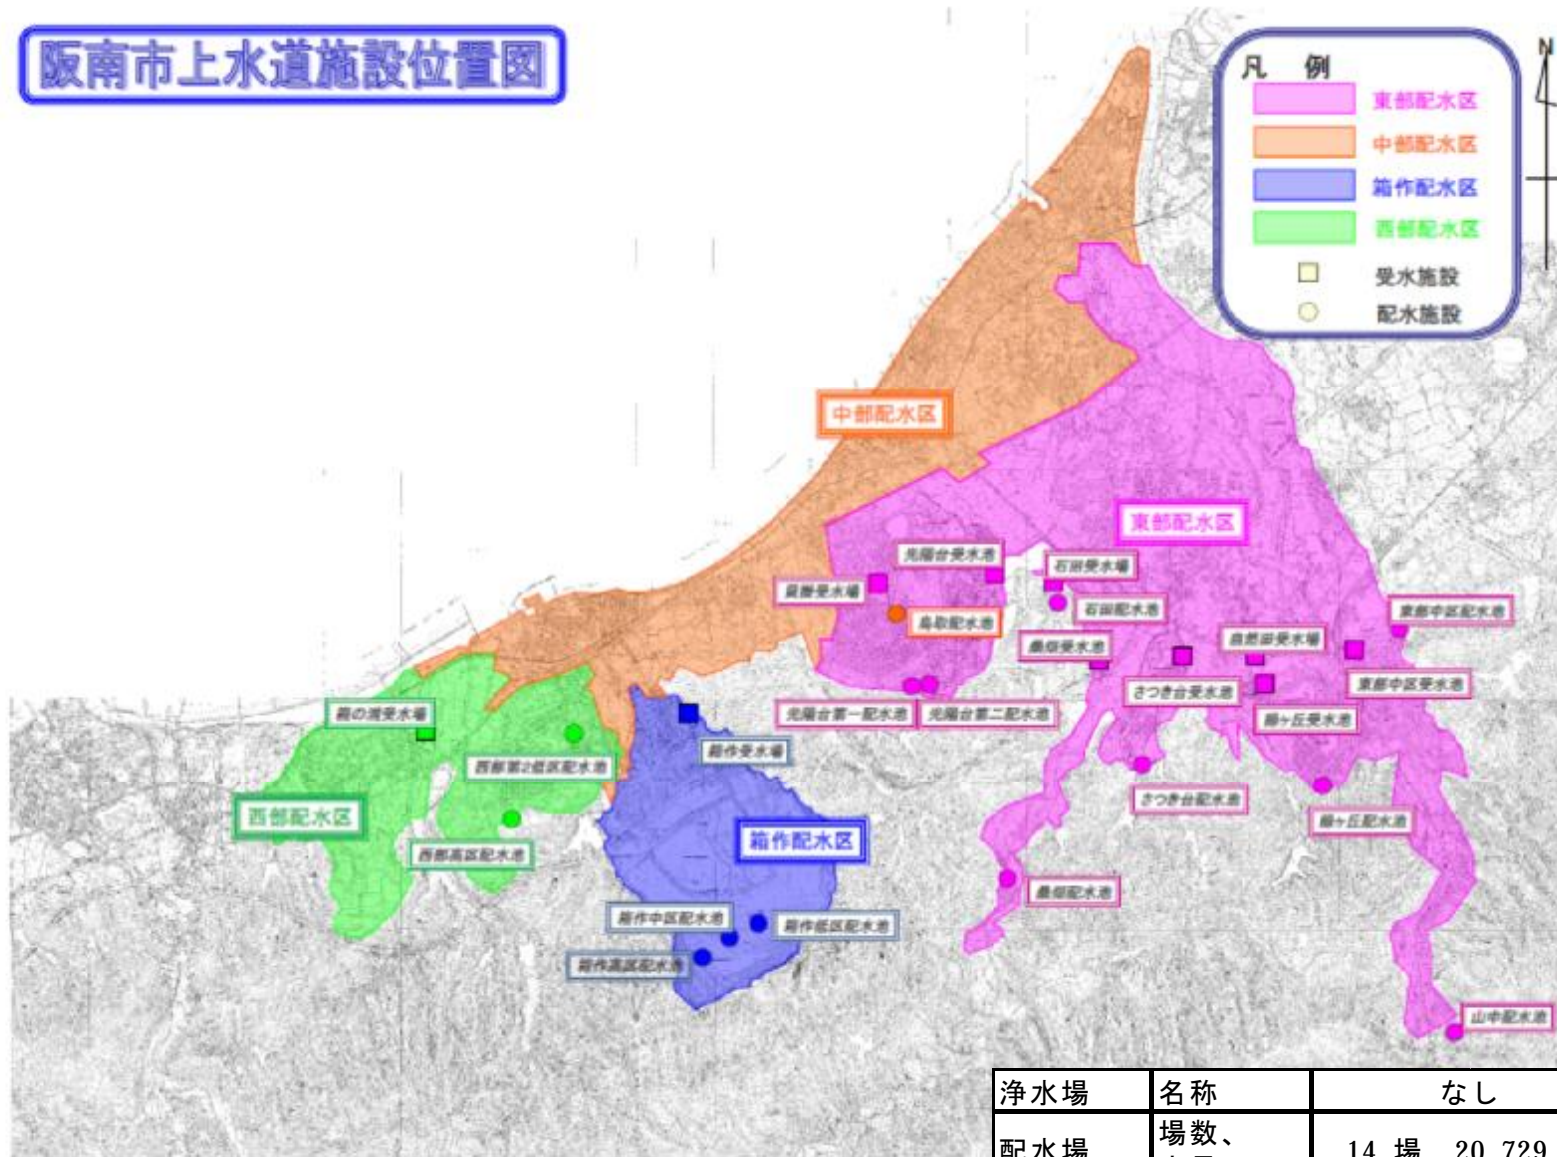 阪南市上水道施設位置図
凡 例
東部配水区
中部配水区
箱作配水区
西部配水区
受水施設
配水施設
N
中部配水区
東部配水区
光陽台受水池
石田受水場
貝掛受水場
鳥取配水池
石田配水池
東部中区配水池
桑畑受水池
自然田受水場
さつき台受水池
東部中区受水池
光陽台第一配水池
光陽台第二配水池
緑ヶ丘受水池
箱の浦受水場
箱作受水場
西部第2低区配水池
さつき台配水池
西部配水区
緑ヶ丘配水池
箱作配水区
西部高区配水池
桑畑配水池
箱作中区配水池
箱作低区配水池
箱作高区配水池
山中配水池
浄水場 名称 なし
配水場 場数、 14 場 20,729